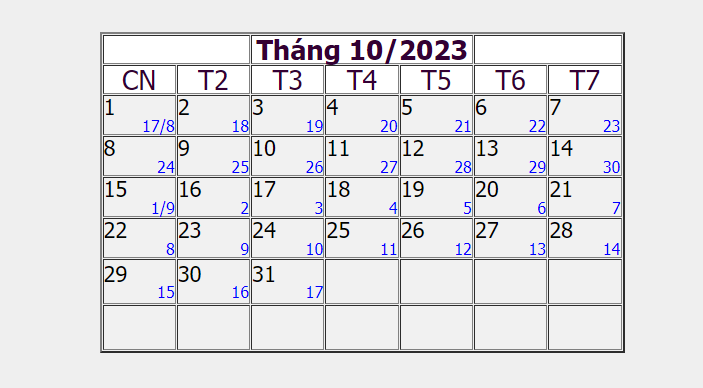 Tháng 10/2023
CN T2 T3 T4 T5 T6 T7
1 2 3 4 5 6 7
17/8 18 19 20 21 22 23
8 9 10 11 12 13 14
24 25 26 27 28 29 30
15 16 17 18 19 20 21
1/9 2 3 4 5 6 7
22 23 24 25 26 27 28
8 9 10 11 12 13 14
29 30 31
15 16 17